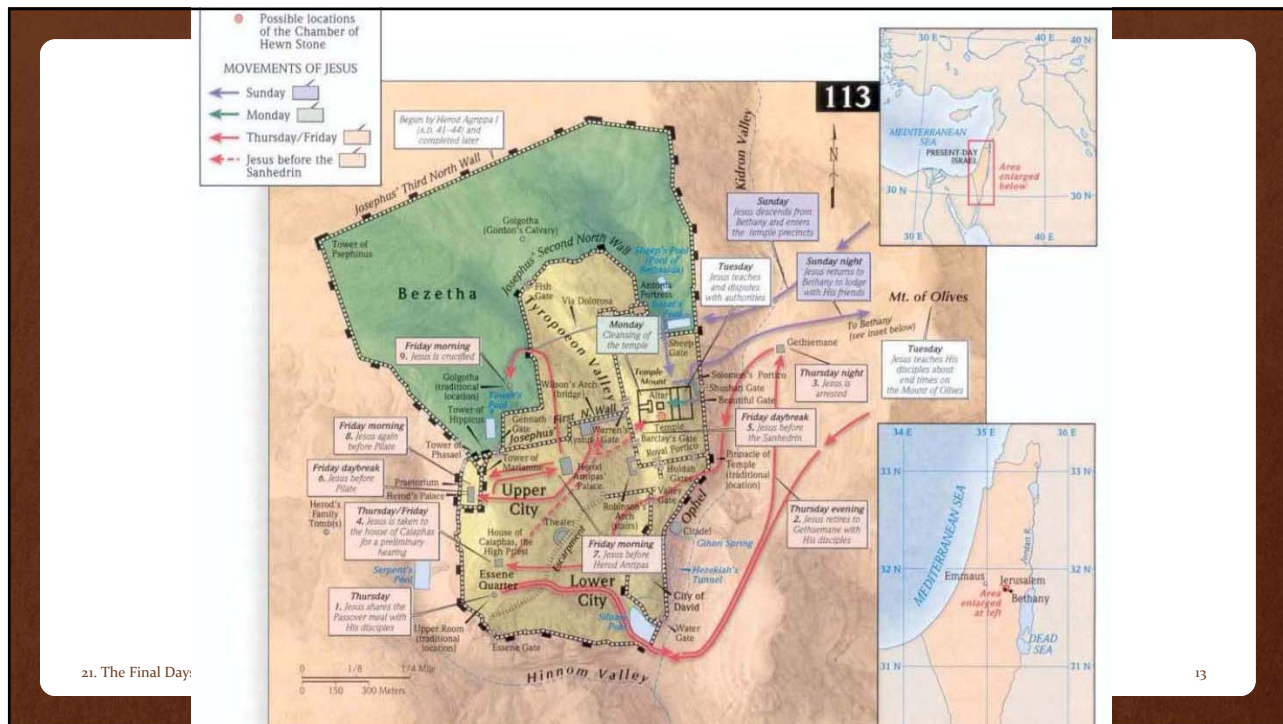 Possible locations
of the Chamber of
Hewn Stone
MOVEMENTS OF JESUS
Sunday
Monday
Thursday/Friday
Jesus before the
Sanhedrin
113
Begun by Herod Agrippa I
(A.D. 41–44) and
completed later
Josephus' Third North Wall
Kidron Valley
N
Tower of
Psephinus
Golgotha
(Gordon's Calvary)
Josephus' Second North Wall
Sheep's Pool
(Pool of
Bethesda)
Bezetha
Fish
Gate
Via Dolorosa
Antonia
Fortress
Israel's
Pool
Tyropoeon Valley
Sheep
Gate
Sunday
Jesus descends from
Bethany and enters
the temple precincts
Tuesday
Jesus teaches
and disputes
with authorities
Sunday night
Jesus returns to
Bethany to lodge
with His friends
Mt. of Olives
To Bethany
(see inset below)
Monday
Cleansing of
the temple
Gethsemane
Tuesday
Jesus teaches His
disciples about
end times on
the Mount of Olives
Thursday night
3. Jesus is
arrested
Friday morning
9. Jesus is crucified
Golgotha
(traditional
location)
Tower's
Pool
Tower of
Hippicus
Gennath
Gate
Wilson's Arch
(bridge)
Temple
Mount
Altar
Solomon's Portico
Shushan Gate
Beautiful Gate
Josephus' First N. Wall
Xystus
Warren's
Gate
Temple
Barclay's Gate
Royal Portico
Friday daybreak
5. Jesus before
the Sanhedrin
Friday morning
8. Jesus again
before Pilate
Tower of
Phasael
Tower of
Mariamne
Herod
Antipas'
Palace
Huldah
Gates
Pinnacle of
Temple
(traditional
location)
Friday daybreak
6. Jesus before
Pilate
Praetorium
Herod's Palace
Upper
City
Valley
Gate
Robinson's
Arch
(stairs)
Ophel
Herod's
Family
Tomb(s)
Thursday/Friday
4. Jesus is taken to
the house of Caiaphas
for a preliminary
hearing
Theater
House of
Caiaphas, the
High Priest
Escarpment
Citadel
Gihon Spring
Thursday evening
2. Jesus retires to
Gethsemane with
His disciples
Friday morning
7. Jesus before
Herod Antipas
Serpent's
Pool
Essene
Quarter
Lower
City
Hezekiah's
Tunnel
City of
David
Thursday
1. Jesus shares the
Passover meal with
His disciples
Upper Room
(traditional
location)
Siloam
Pool
Water
Gate
Essene Gate
Hinnom Valley
0 1/8 1/4 Mile
0 150 300 Meters
30 E 40 E 40 N
40 N
MEDITERRANEAN
SEA
PRESENT-DAY
ISRAEL
Area
enlarged
below
30 N 30 N
30 E 40 E
34 E 35 E 36 E
33 N 33 N
MEDITERRANEAN SEA
Jordan R.
32 N 32 N
Emmaus
Jerusalem
Bethany
Area
enlarged
at left
DEAD
SEA
31 N 31 N
21. The Final Days
13